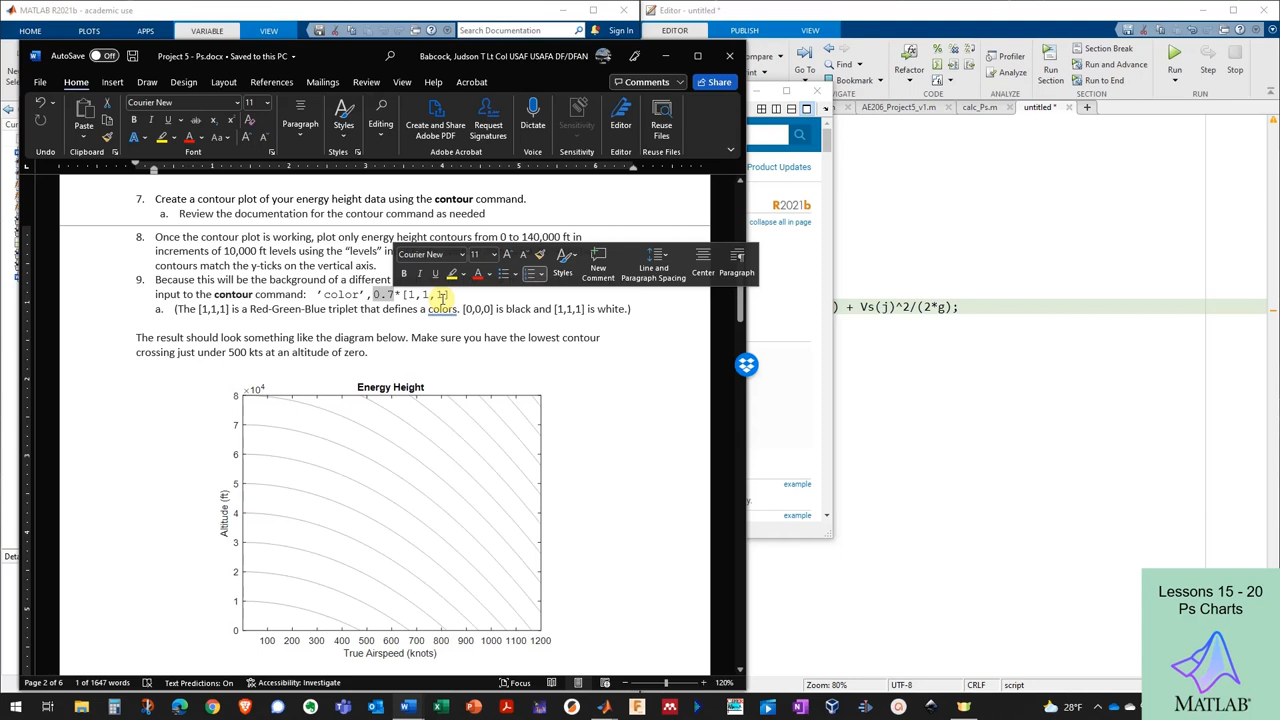 MATLAB R2021b - academic use
Editor - untitled *
HOME
PLOTS
APPS
VARIABLE
VIEW
Search Documentation
Sign In
EDITOR
PUBLISH
VIEW
AutoSave
Off
Project 5 - Ps.docx • Saved to this PC
Babcock, Judson T Lt Col USAF USAFA DF/DFAN
File
Home
Insert
Draw
Design
Layout
References
Mailings
Review
View
Help
Acrobat
Comments
Share
Courier New
11
Paste
Undo
Clipboard
Font
Paragraph
Styles
Editing
Create and Share
Adobe PDF
Request
Signatures
Adobe Acrobat
Dictate
Voice
Sensitivity
Sensitivity
Editor
Editor
Reuse
Files
Reuse Files
Compare
Go To
Find
Bookmark
Refactor
Profiler
Analyze
ANALYZE
CODE
Run
Section
Section Break
Run and Advance
Run to End
SECTION
Run
Step
Stop
RUN
AE206_Project5_v1.m
calc_Ps.m
untitled *
Product Updates
R2021b
collapse all in page
example
example
) + Vs(j)^2/(2*g);
7. Create a contour plot of your energy height data using the contour command.
a. Review the documentation for the contour command as needed
8. Once the contour plot is working, plot only energy height contours from 0 to 140,000 ft in
increments of 10,000 ft levels using the "levels" in
contours match the y-ticks on the vertical axis.
9. Because this will be the background of a different
input to the contour command: 'color',0.7*[1,1,1]
a. (The [1,1,1] is a Red-Green-Blue triplet that defines a colors. [0,0,0] is black and [1,1,1] is white.)
Courier New
11
Styles
New
Comment
Line and
Paragraph Spacing
Center
Paragraph
The result should look something like the diagram below. Make sure you have the lowest contour
crossing just under 500 kts at an altitude of zero.
Energy Height
×10⁴
8
7
6
5
4
3
2
1
0
Altitude (ft)
100 200 300 400 500 600 700 800 900 1000 1100 1200
True Airspeed (knots)
Page 2 of 6
1 of 1647 words
Text Predictions: On
Accessibility: Investigate
Focus
120%
Zoom: 80%
UTF-8
CRLF
script
28°F
Lessons 15 - 20
Ps Charts
MATLAB